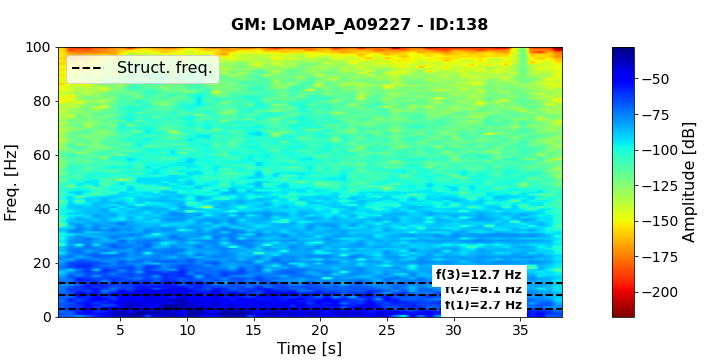 GM: LOMAP_A09227 - ID:138
100
80
60
40
20
0
Freq. [Hz]
Struct. freq.
f(3)=12.7 Hz
f(2)=8.1 Hz
f(1)=2.7 Hz
5
10
15
20
25
30
35
Time [s]
−50
−75
−100
−125
−150
−175
−200
Amplitude [dB]